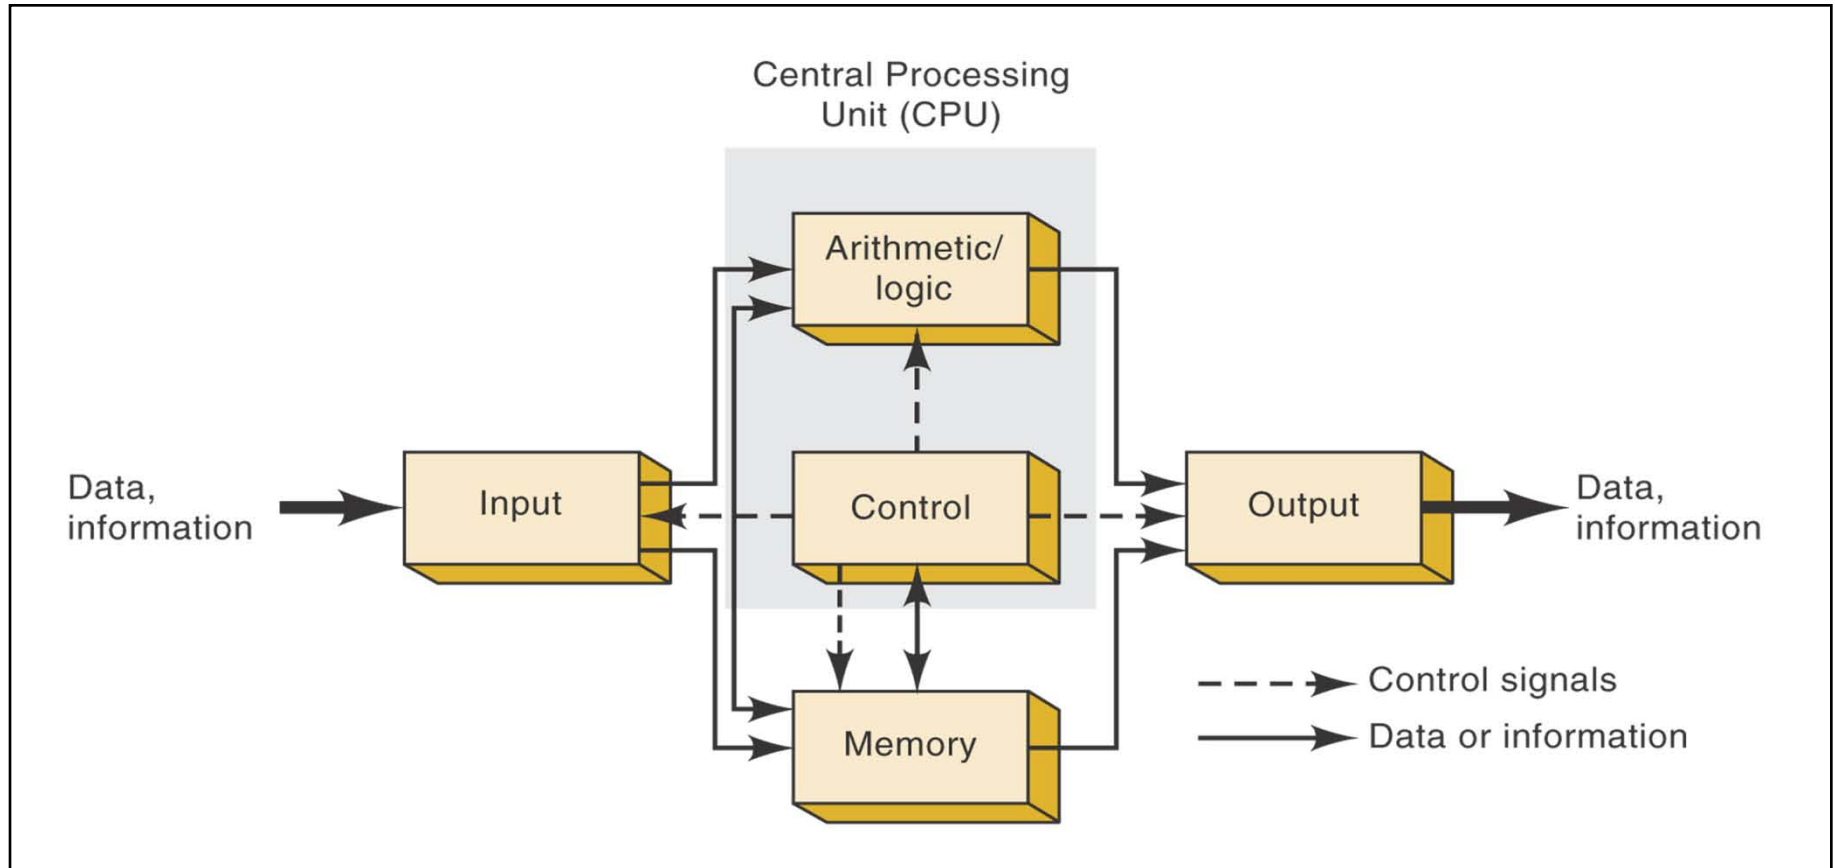 Central Processing
Unit (CPU)
Arithmetic/
logic
Data,
information
Input
Control
Output
Data,
information
Memory
Control signals
Data or information